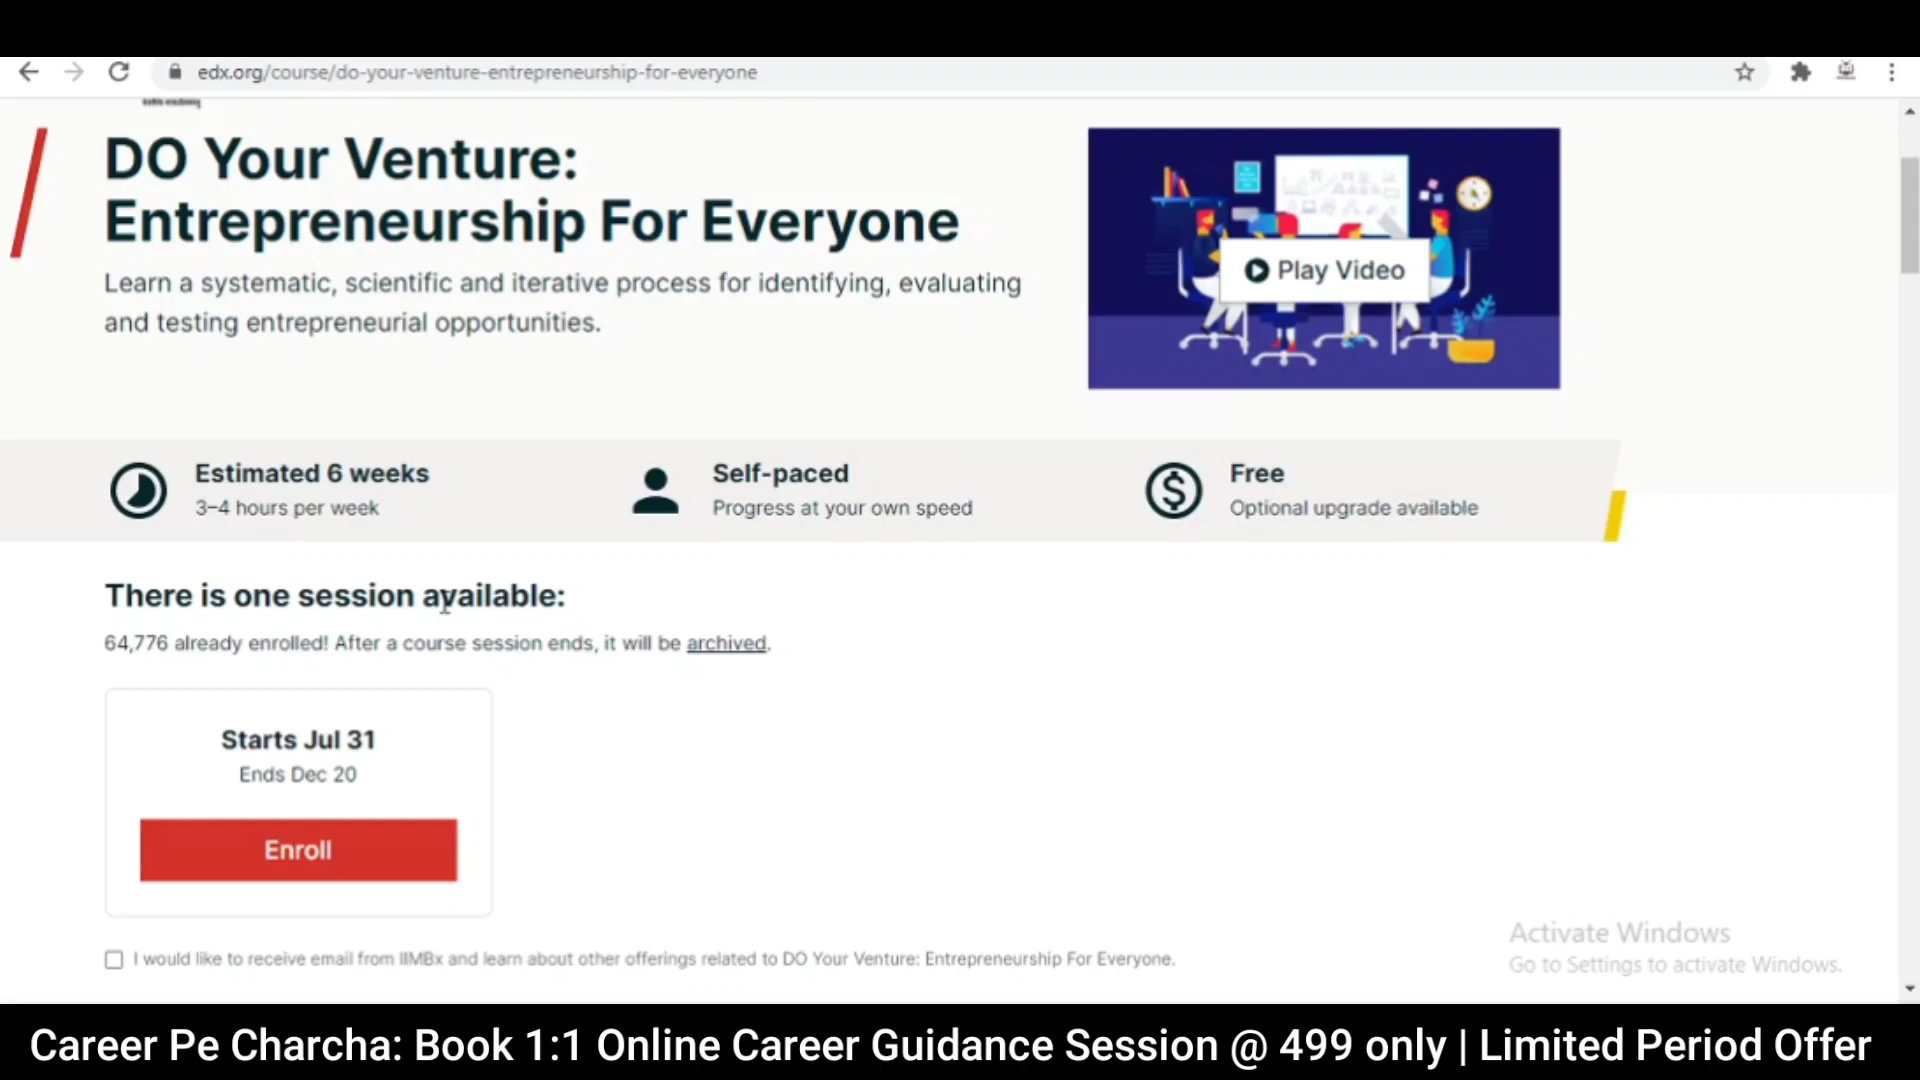 edx.org/course/do-your-venture-entrepreneurship-for-everyone
DO Your Venture:
Entrepreneurship For Everyone
Learn a systematic, scientific and iterative process for identifying, evaluating
and testing entrepreneurial opportunities.
Play Video
Estimated 6 weeks
3–4 hours per week
Self-paced
Progress at your own speed
Free
Optional upgrade available
There is one session available:
64,776 already enrolled! After a course session ends, it will be archived.
Starts Jul 31
Ends Dec 20
Enroll
I would like to receive email from IIMBx and learn about other offerings related to DO Your Venture: Entrepreneurship For Everyone.
Activate Windows
Go to Settings to activate Windows.
Career Pe Charcha: Book 1:1 Online Career Guidance Session @ 499 only | Limited Period Offer